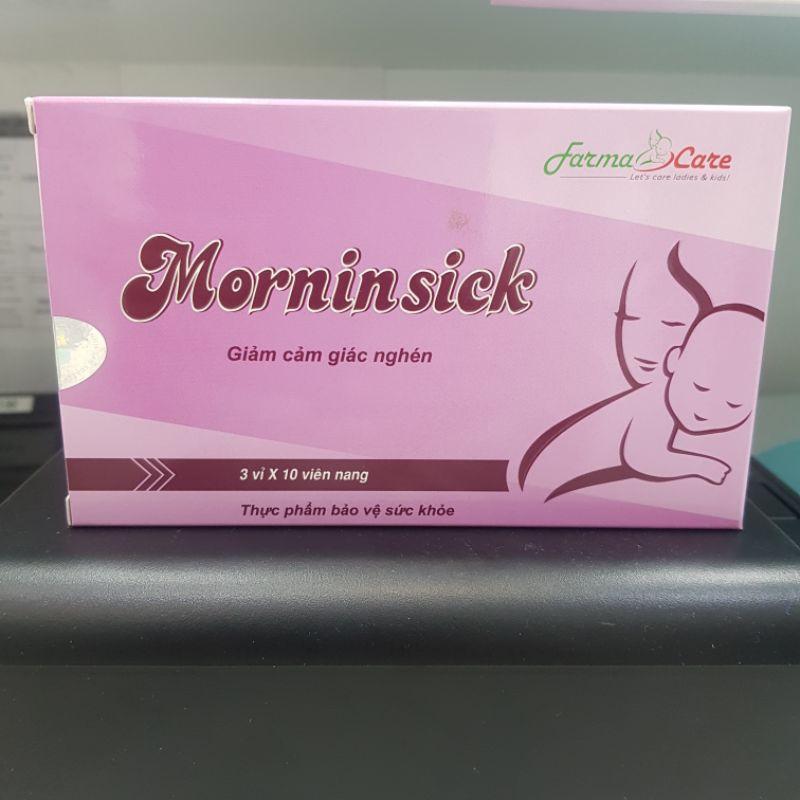 Farma Care
Let's care ladies & kids!
Morninsick
Giảm cảm giác nghén
3 vỉ X 10 viên nang
Thực phẩm bảo vệ sức khỏe